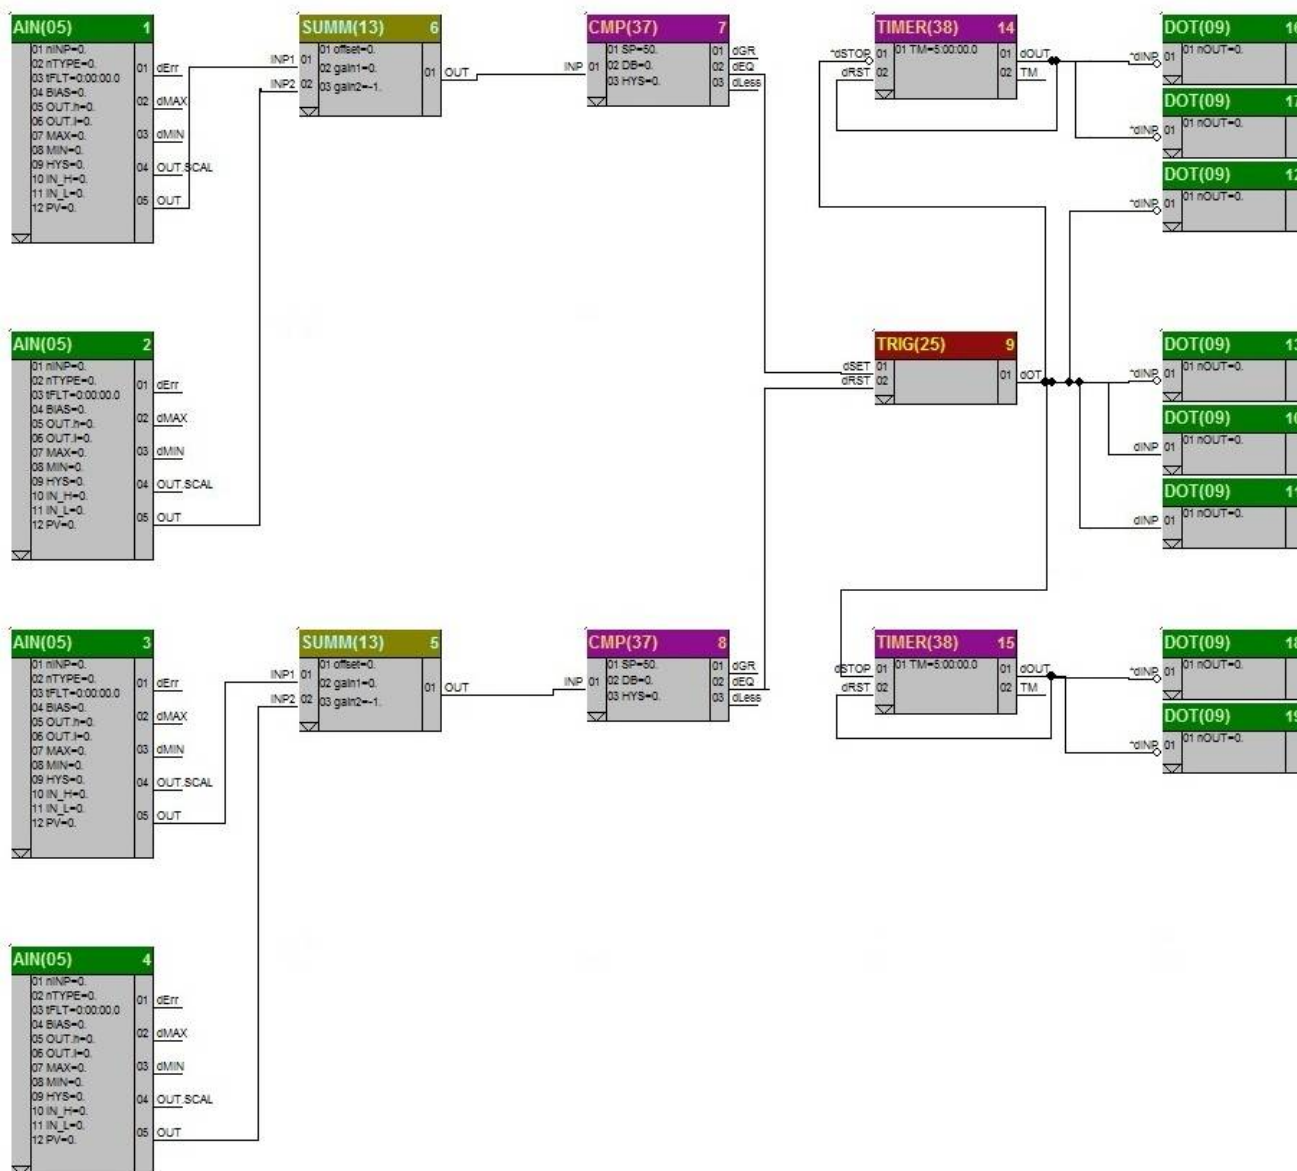 AIN(05) 1
01 nINP=0.
02 nTYPE=0.
03 tFLT=0:00:00.0
04 BIAS=0.
05 OUT.h=0.
06 OUT.l=0.
07 MAX=0.
08 MIN=0.
09 HYS=0.
10 IN_H=0.
11 IN_L=0.
12 PV=0.
01 dErr
02 dMAX
03 dMIN
04 OUT.SCAL
05 OUT
SUMM(13) 6
INP1 01
INP2 02
01 offset=0.
02 gain1=0.
03 gain2=-1.
01 OUT
CMP(37) 7
INP 01
01 SP=50.
02 DB=0.
03 HYS=0.
01 dGR
02 dEQ
03 dLess
TIMER(38) 14
*dSTOP 01
dRST 02
01 TM=5:00:00.0
01 dOUT
02 TM
DOT(09)
*dINP 01
01 nOUT=0.
DOT(09)
*dINP 01
01 nOUT=0.
DOT(09) 12
*dINP 01
01 nOUT=0.
AIN(05) 2
01 nINP=0.
02 nTYPE=0.
03 tFLT=0:00:00.0
04 BIAS=0.
05 OUT.h=0.
06 OUT.l=0.
07 MAX=0.
08 MIN=0.
09 HYS=0.
10 IN_H=0.
11 IN_L=0.
12 PV=0.
01 dErr
02 dMAX
03 dMIN
04 OUT.SCAL
05 OUT
TRIG(25) 9
dSET 01
dRST 02
01 dOT
DOT(09) 13
*dINP 01
01 nOUT=0.
DOT(09)
dINP 01
01 nOUT=0.
DOT(09) 11
dINP 01
01 nOUT=0.
AIN(05) 3
01 nINP=0.
02 nTYPE=0.
03 tFLT=0:00:00.0
04 BIAS=0.
05 OUT.h=0.
06 OUT.l=0.
07 MAX=0.
08 MIN=0.
09 HYS=0.
10 IN_H=0.
11 IN_L=0.
12 PV=0.
01 dErr
02 dMAX
03 dMIN
04 OUT.SCAL
05 OUT
SUMM(13) 5
INP1 01
INP2 02
01 offset=0.
02 gain1=0.
03 gain2=-1.
01 OUT
CMP(37) 8
INP 01
01 SP=50.
02 DB=0.
03 HYS=0.
01 dGR
02 dEQ
03 dLess
TIMER(38) 15
dSTOP 01
dRST 02
01 TM=5:00:00.0
01 dOUT
02 TM
DOT(09) 18
*dINP 01
01 nOUT=0.
DOT(09) 19
*dINP 01
01 nOUT=0.
AIN(05) 4
01 nINP=0.
02 nTYPE=0.
03 tFLT=0:00:00.0
04 BIAS=0.
05 OUT.h=0.
06 OUT.l=0.
07 MAX=0.
08 MIN=0.
09 HYS=0.
10 IN_H=0.
11 IN_L=0.
12 PV=0.
01 dErr
02 dMAX
03 dMIN
04 OUT.SCAL
05 OUT